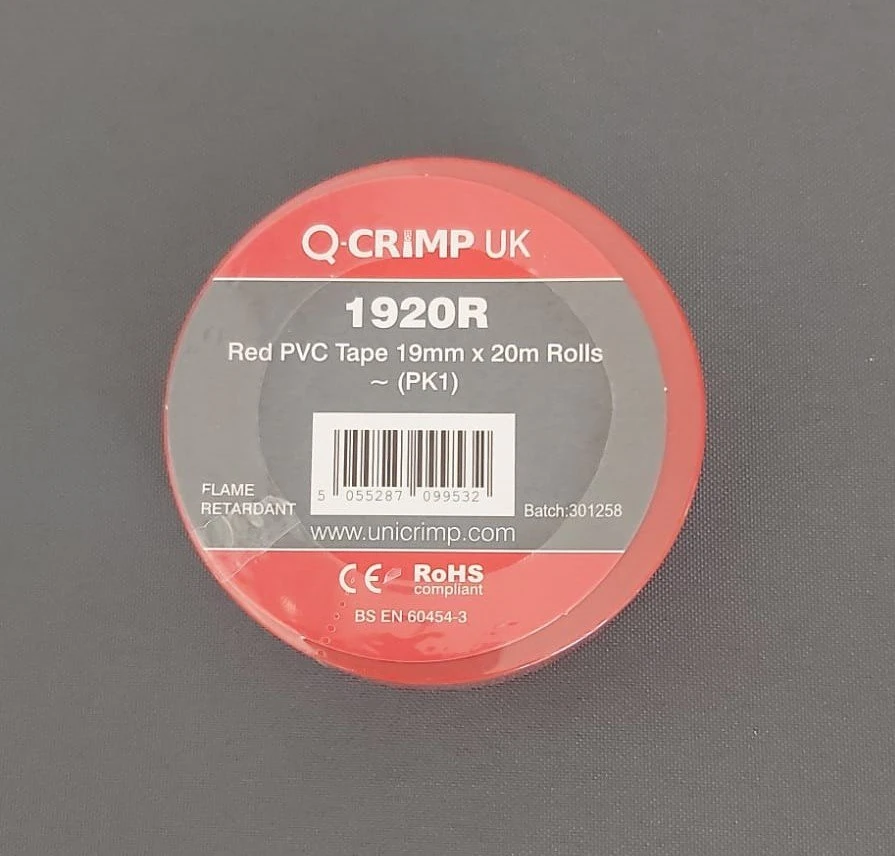 Q-CRIMP UK
1920R
Red PVC Tape 19mm x 20m Rolls
~ (PK1)
5 055287 099532
FLAME
RETARDANT
Batch:301258
www.unicrimp.com
CE RoHS
compliant
BS EN 60454-3